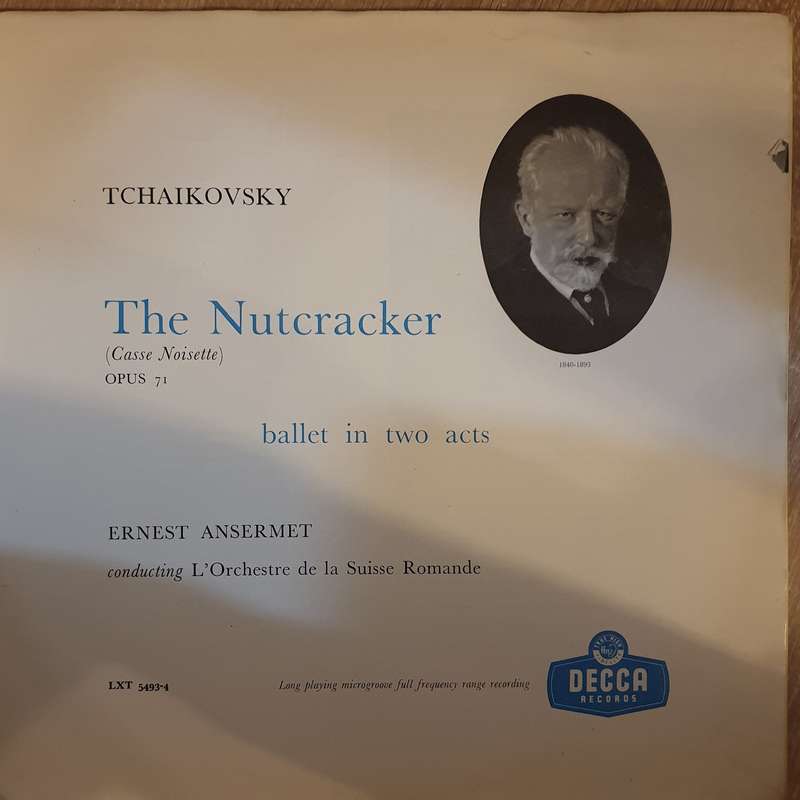 TCHAIKOVSKY
1840-1893
The Nutcracker
(Casse Noisette)
OPUS 71
ballet in two acts
ERNEST ANSERMET
conducting L'Orchestre de la Suisse Romande
LXT 5493-4
Long playing microgroove full frequency range recording
DECCA
RECORDS